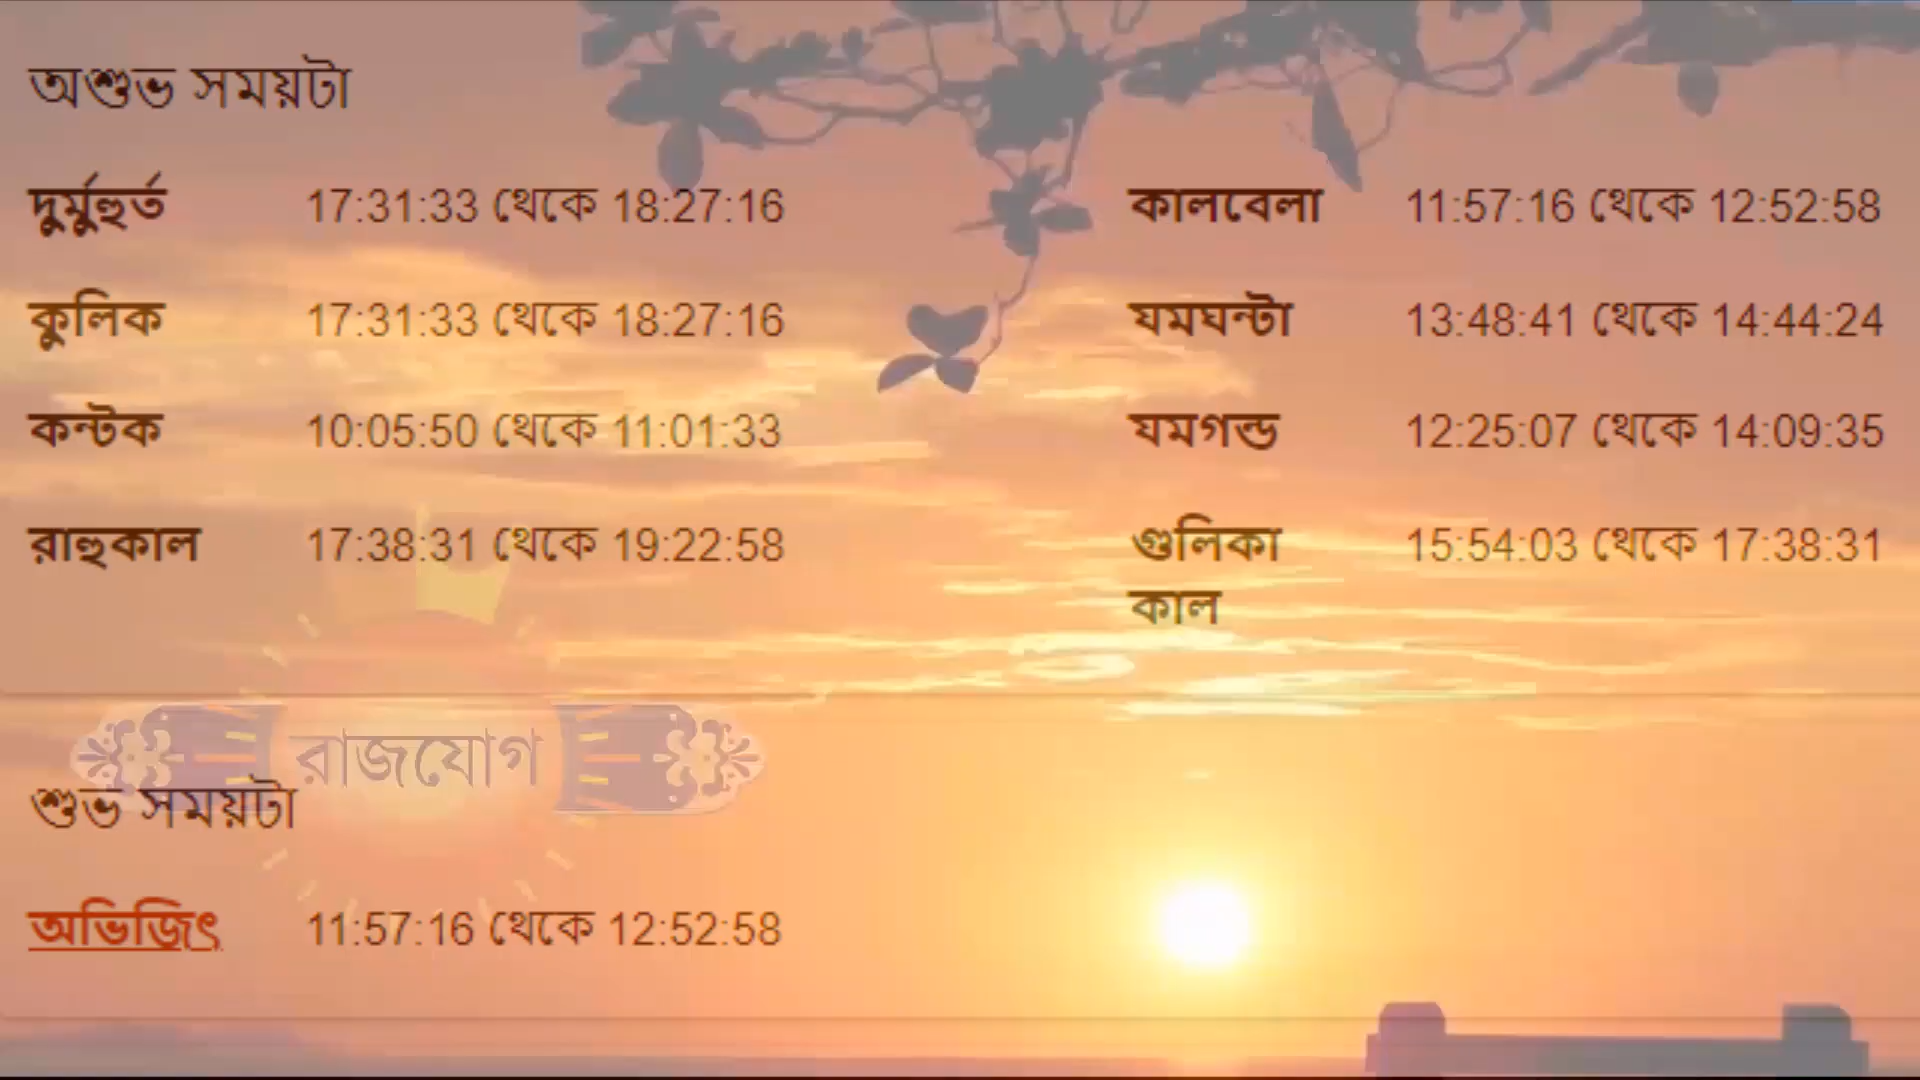 অশুভ সময়টা
দুর্মুহুর্ত 17:31:33 থেকে 18:27:16 কালবেলা 11:57:16 থেকে 12:52:58
কুলিক 17:31:33 থেকে 18:27:16 যমঘন্টা 13:48:41 থেকে 14:44:24
কন্টক 10:05:50 থেকে 11:01:33 যমগন্ড 12:25:07 থেকে 14:09:35
রাহুকাল 17:38:31 থেকে 19:22:58 গুলিকা 15:54:03 থেকে 17:38:31
কাল
রাজযোগ
শুভ সময়টা
অভিজিৎ 11:57:16 থেকে 12:52:58